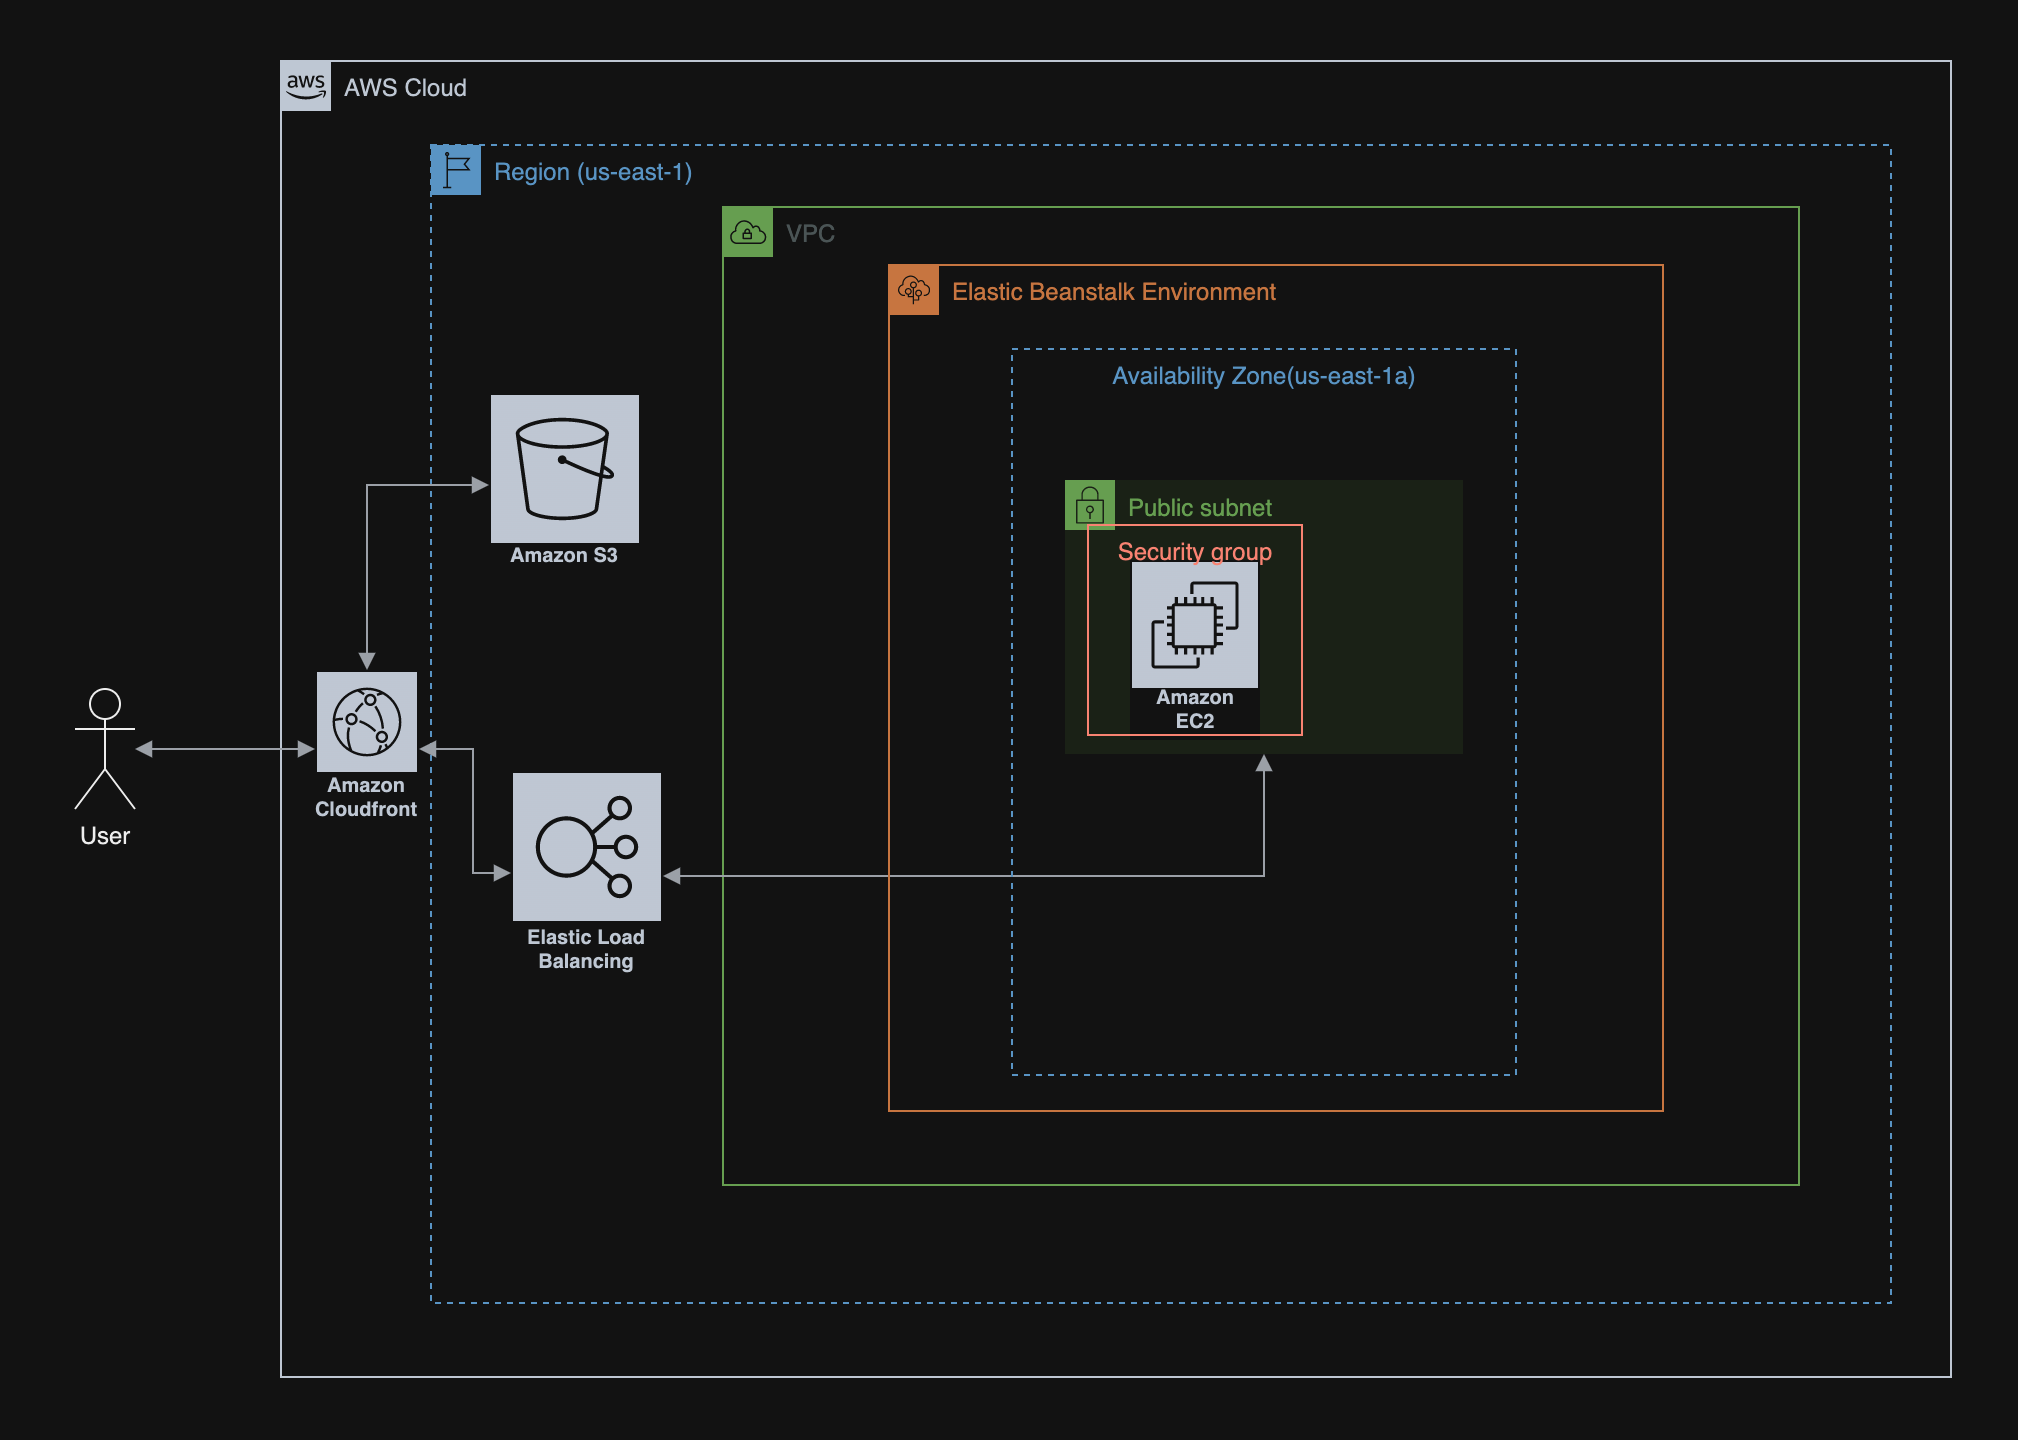 aws
AWS Cloud
Region (us-east-1)
VPC
Elastic Beanstalk Environment
Availability Zone(us-east-1a)
Public subnet
Security group
Amazon
EC2
Amazon S3
Amazon
Cloudfront
User
Elastic Load
Balancing